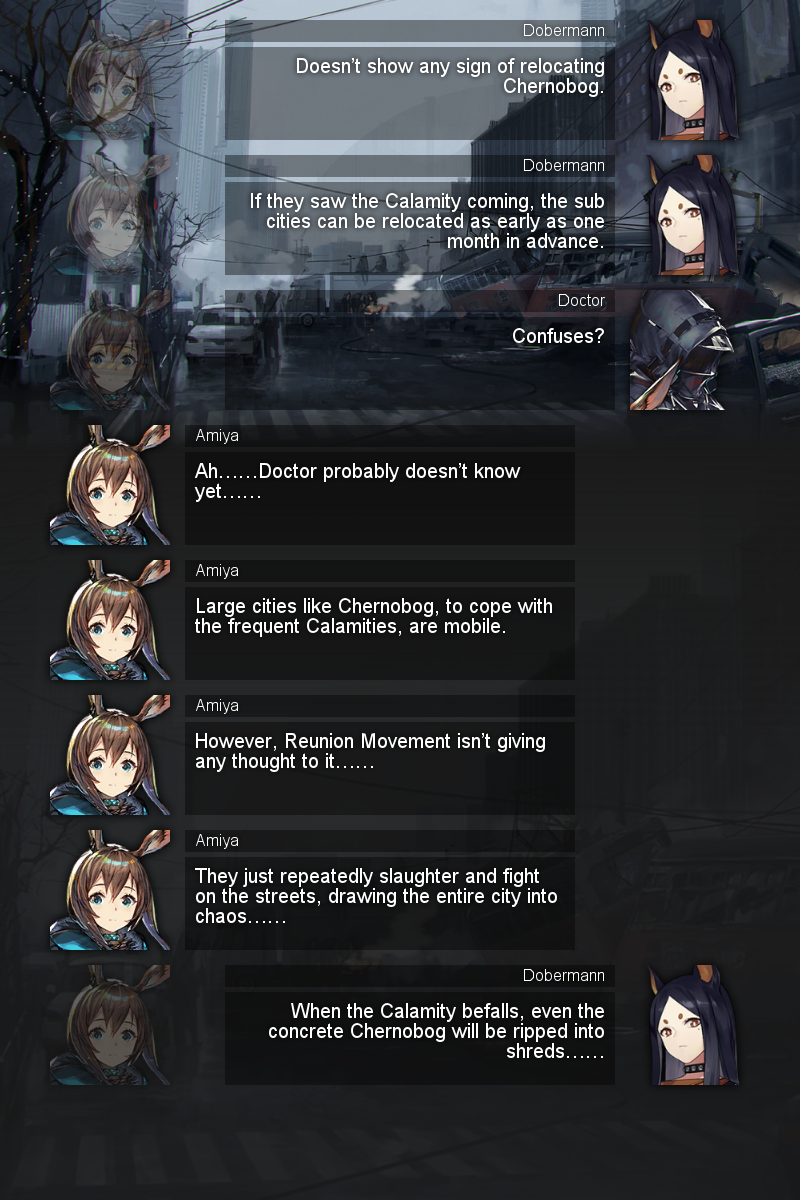 Dobermann
Doesn't show any sign of relocating
Chernobog.
Dobermann
If they saw the Calamity coming, the sub
cities can be relocated as early as one
month in advance.
Doctor
Confuses?
Amiya
Ah……Doctor probably doesn't know
yet……
Amiya
Large cities like Chernobog, to cope with
the frequent Calamities, are mobile.
Amiya
However, Reunion Movement isn't giving
any thought to it……
Amiya
They just repeatedly slaughter and fight
on the streets, drawing the entire city into
chaos……
Dobermann
When the Calamity befalls, even the
concrete Chernobog will be ripped into
shreds……